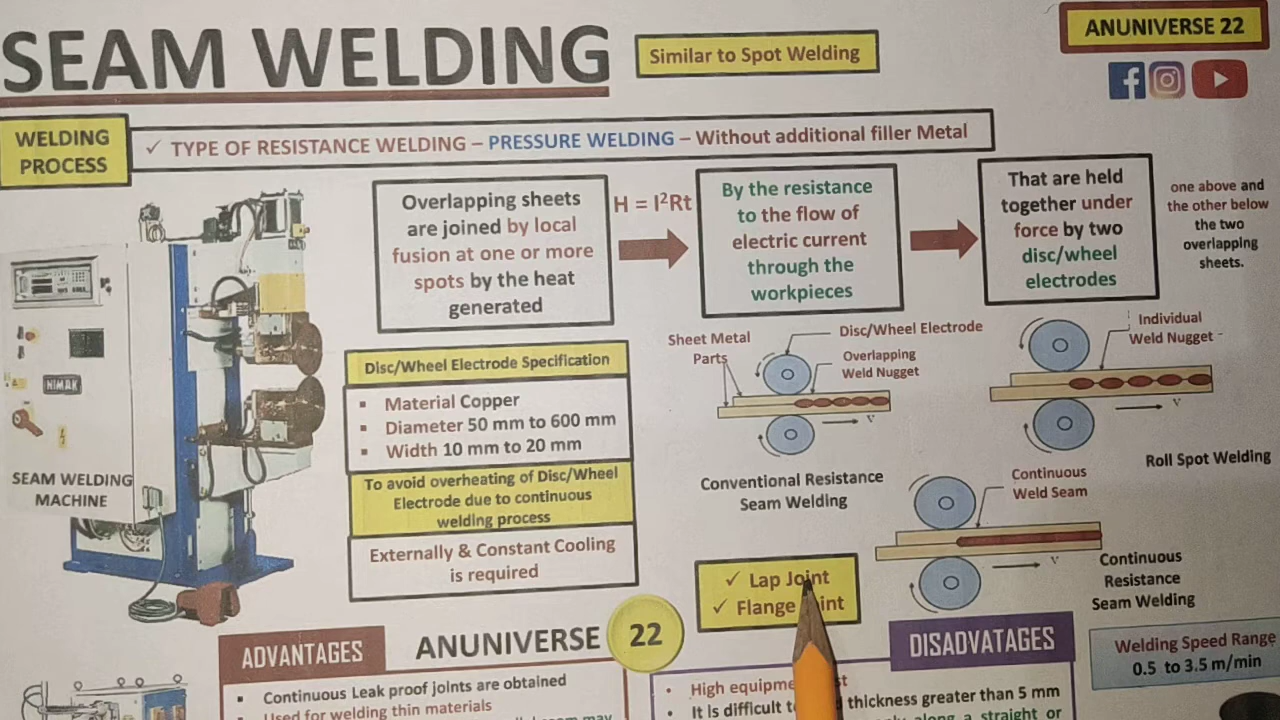 SEAM WELDING
Similar to Spot Welding
ANUNIVERSE 22
WELDING
PROCESS
✓ TYPE OF RESISTANCE WELDING – PRESSURE WELDING – Without additional filler Metal
Overlapping sheets
are joined by local
fusion at one or more
spots by the heat
generated
H = I²Rt
By the resistance
to the flow of
electric current
through the
workpieces
That are held
together under
force by two
disc/wheel
electrodes
one above and
the other below
the two
overlapping
sheets.
NIMAK
SEAM WELDING
MACHINE
Disc/Wheel Electrode Specification
▪ Material Copper
▪ Diameter 50 mm to 600 mm
▪ Width 10 mm to 20 mm
To avoid overheating of Disc/Wheel
Electrode due to continuous
welding process
Externally & Constant Cooling
is required
Sheet Metal
Parts
Disc/Wheel Electrode
Overlapping
Weld Nugget
v
Conventional Resistance
Seam Welding
Individual
Weld Nugget
v
Roll Spot Welding
Continuous
Weld Seam
v
Continuous
Resistance
Seam Welding
✓ Lap Joint
✓ Flange
Welding Speed Range
0.5 to 3.5 m/min
ANUNIVERSE 22
ADVANTAGES
▪ Continuous Leak proof joints are obtained
▪ Used for welding thin materials
DISADVATAGES
• High
• It is difficult thickness greater than 5 mm
along a straight or